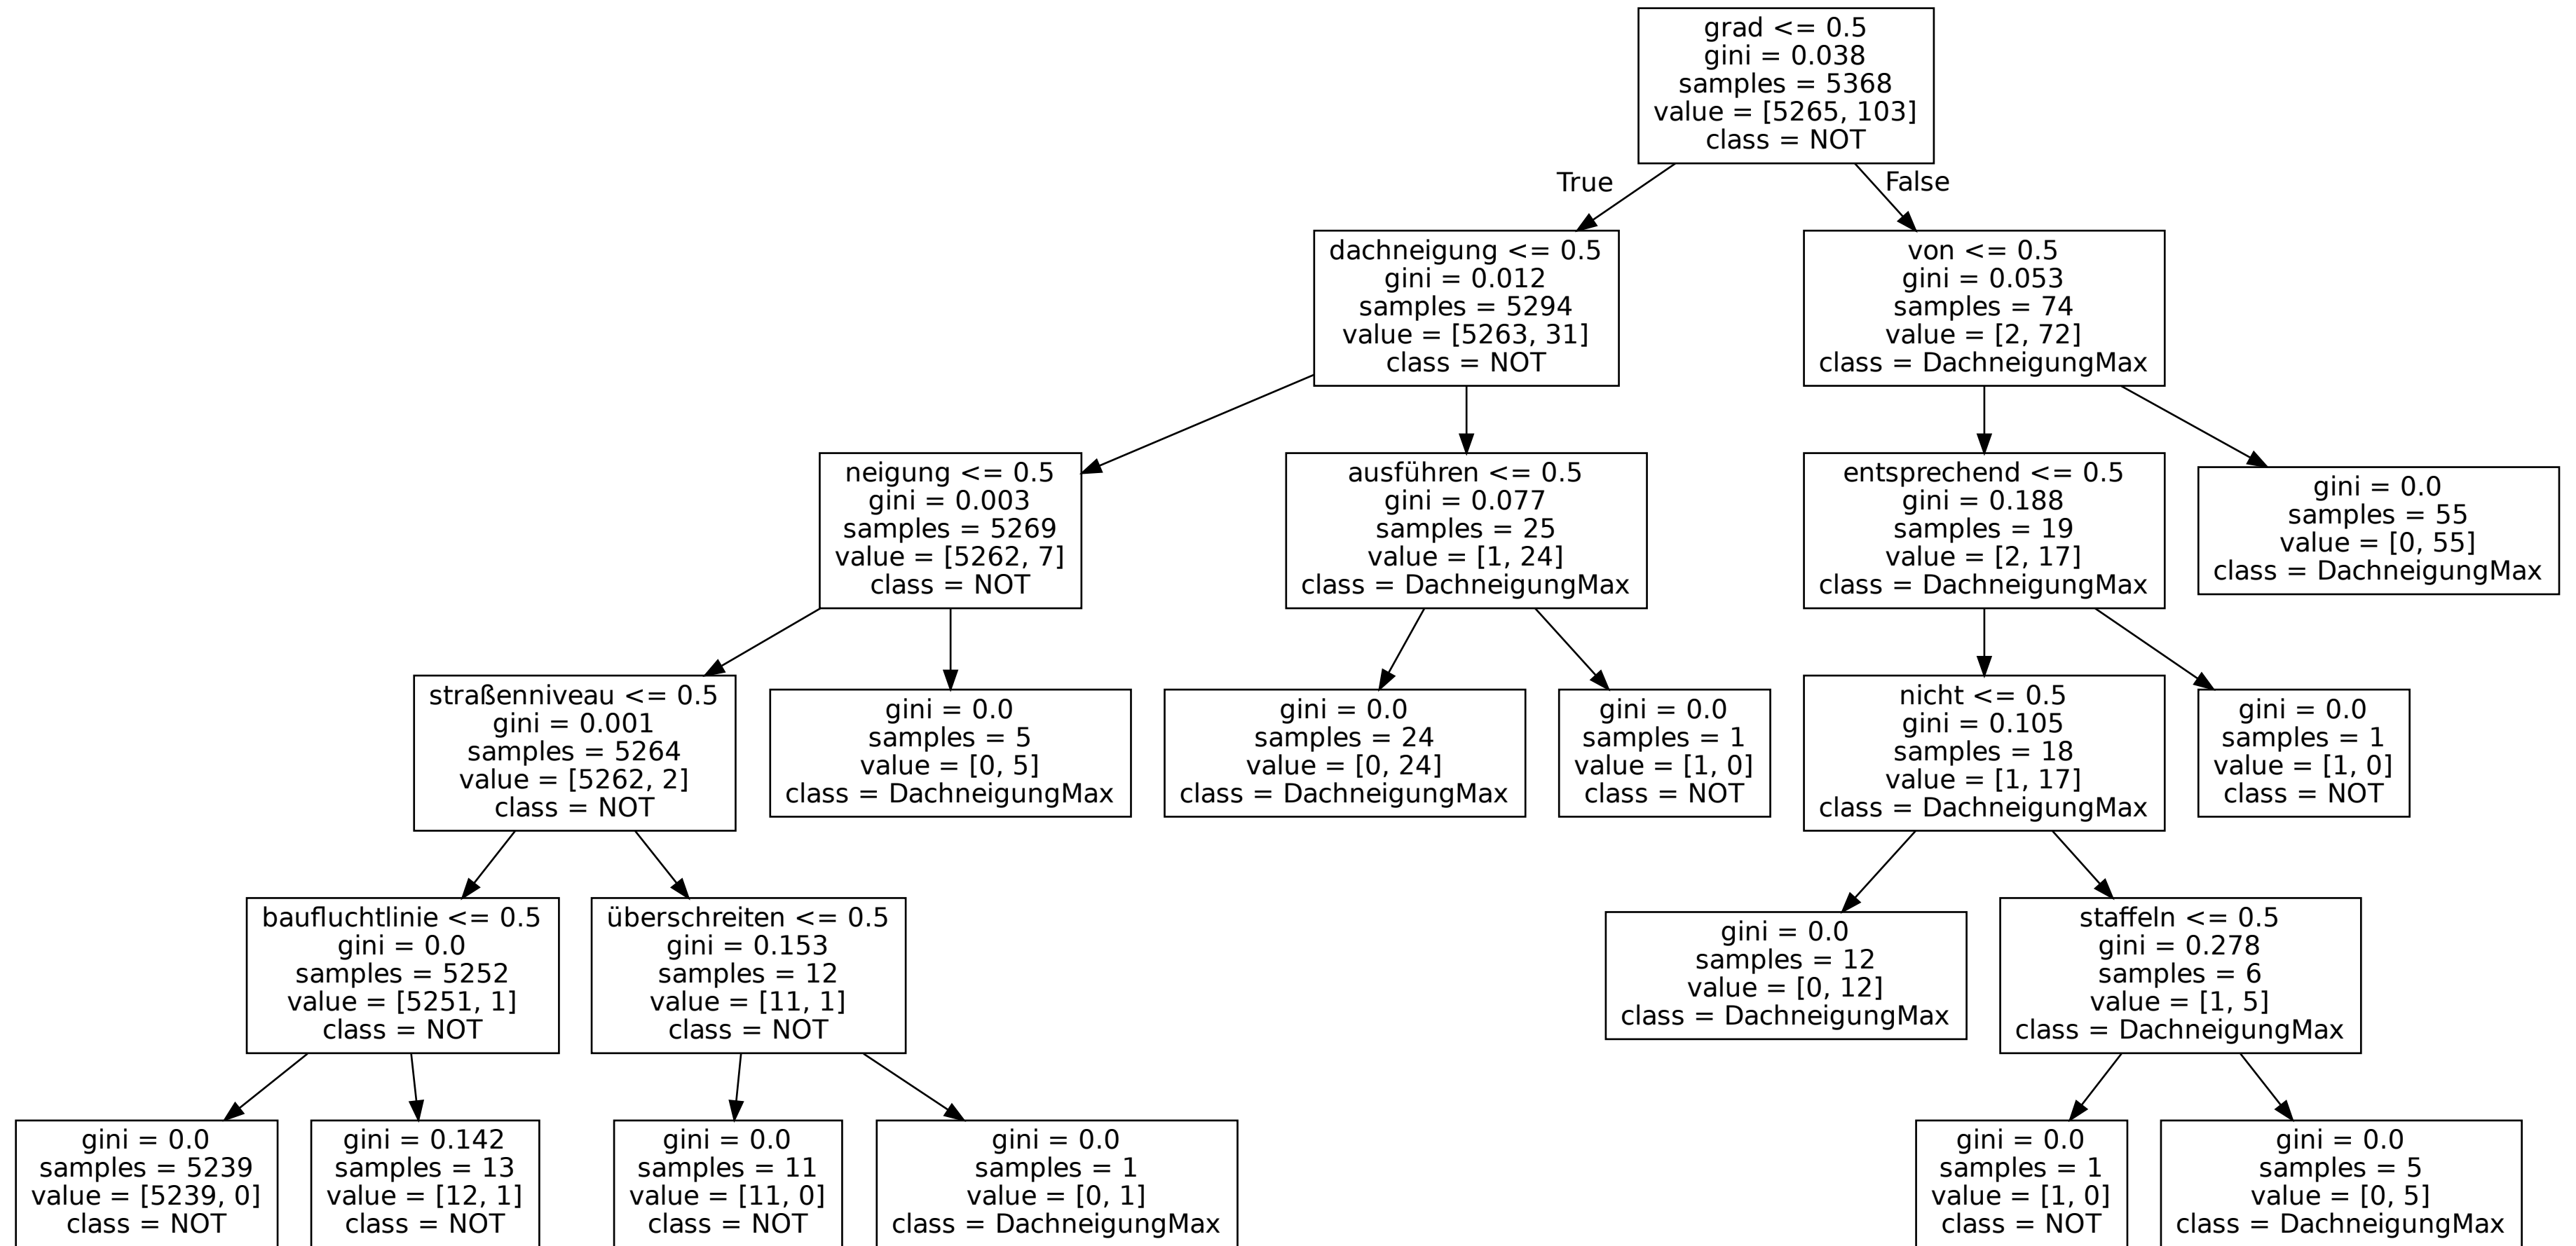 grad <= 0.5
gini = 0.038
samples = 5368
value = [5265, 103]
class = NOT
True
False
dachneigung <= 0.5
gini = 0.012
samples = 5294
value = [5263, 31]
class = NOT
von <= 0.5
gini = 0.053
samples = 74
value = [2, 72]
class = DachneigungMax
neigung <= 0.5
gini = 0.003
samples = 5269
value = [5262, 7]
class = NOT
ausführen <= 0.5
gini = 0.077
samples = 25
value = [1, 24]
class = DachneigungMax
entsprechend <= 0.5
gini = 0.188
samples = 19
value = [2, 17]
class = DachneigungMax
gini = 0.0
samples = 55
value = [0, 55]
class = DachneigungMax
straßenniveau <= 0.5
gini = 0.001
samples = 5264
value = [5262, 2]
class = NOT
gini = 0.0
samples = 5
value = [0, 5]
class = DachneigungMax
gini = 0.0
samples = 24
value = [0, 24]
class = DachneigungMax
gini = 0.0
samples = 1
value = [1, 0]
class = NOT
nicht <= 0.5
gini = 0.105
samples = 18
value = [1, 17]
class = DachneigungMax
gini = 0.0
samples = 1
value = [1, 0]
class = NOT
baufluchtlinie <= 0.5
gini = 0.0
samples = 5252
value = [5251, 1]
class = NOT
überschreiten <= 0.5
gini = 0.153
samples = 12
value = [11, 1]
class = NOT
gini = 0.0
samples = 12
value = [0, 12]
class = DachneigungMax
staffeln <= 0.5
gini = 0.278
samples = 6
value = [1, 5]
class = DachneigungMax
gini = 0.0
samples = 5239
value = [5239, 0]
class = NOT
gini = 0.142
samples = 13
value = [12, 1]
class = NOT
gini = 0.0
samples = 11
value = [11, 0]
class = NOT
gini = 0.0
samples = 1
value = [0, 1]
class = DachneigungMax
gini = 0.0
samples = 1
value = [1, 0]
class = NOT
gini = 0.0
samples = 5
value = [0, 5]
class = DachneigungMax